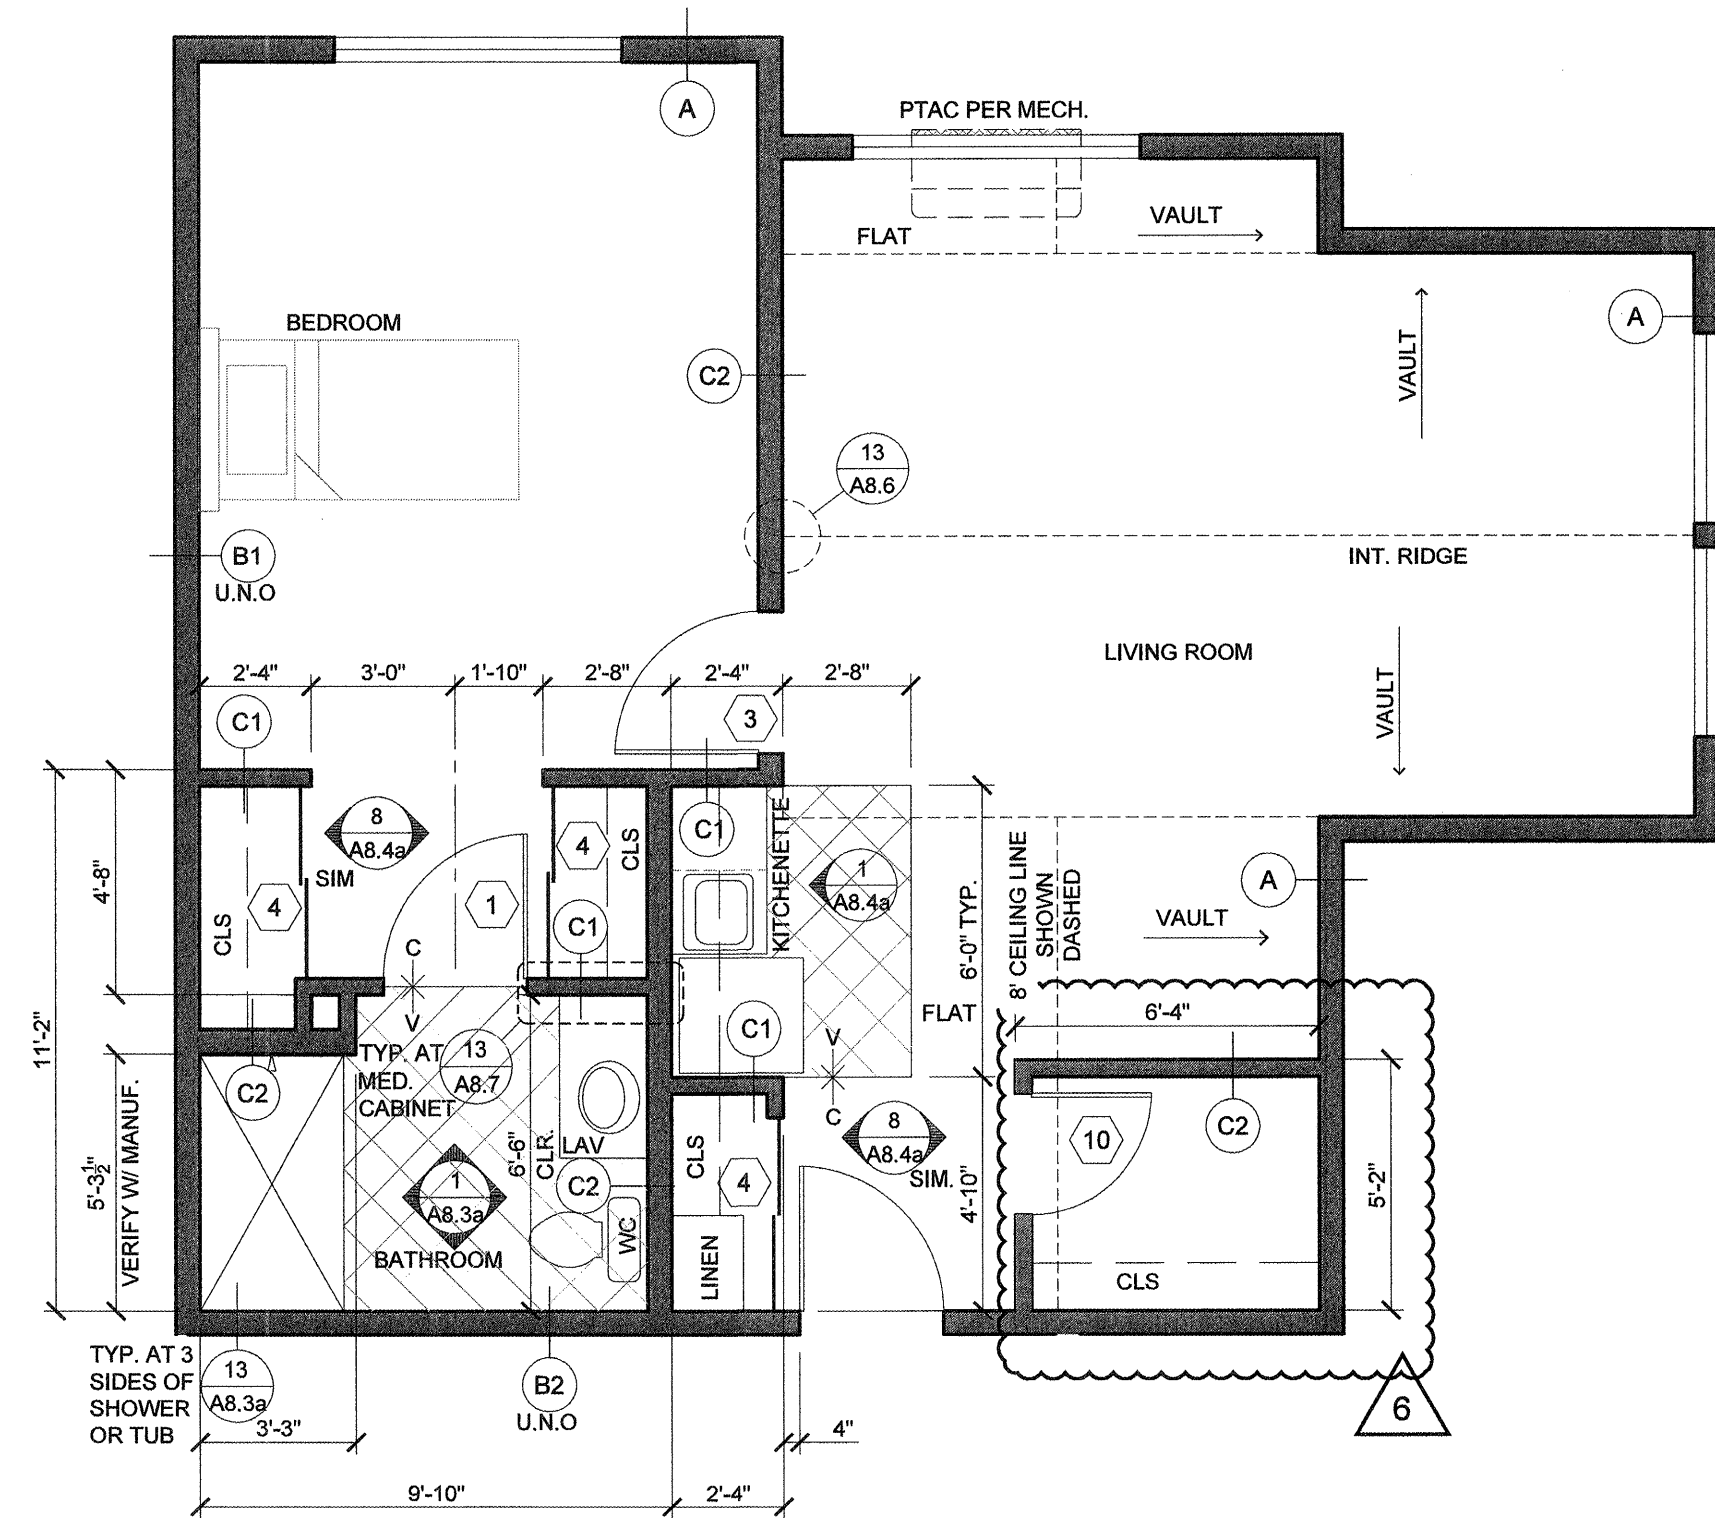 A
PTAC PER MECH.
VAULT
FLAT
A
BEDROOM
VAULT
C2
13
A8.6
INT. RIDGE
B1
U.N.O
LIVING ROOM
2'-4"
3'-0"
1'-10"
2'-8"
2'-4"
2'-8"
VAULT
C1
3
8
A8.4a
SIM
4
CLS
C1
KITCHENETTE
1
A8.4a
4'-8"
CLS
4
1
C1
6'-0" TYP.
8' CEILING LINE
SHOWN
DASHED
A
VAULT
C
V
11'-2"
FLAT
6'-4"
C1
V
C
TYP. AT
MED.
CABINET
13
A8.7
C2
5'-3½"
VERIFY W/ MANUF.
6'-6"
CLR.
LAV
C2
1
A8.3a
BATHROOM
WC
CLS
4
LINEN
8
A8.4a
SIM.
4'-10"
10
C2
5'-2"
CLS
TYP. AT 3
SIDES OF
SHOWER
OR TUB
13
A8.3a
B2
U.N.O
6
3'-3"
4"
9'-10"
2'-4"